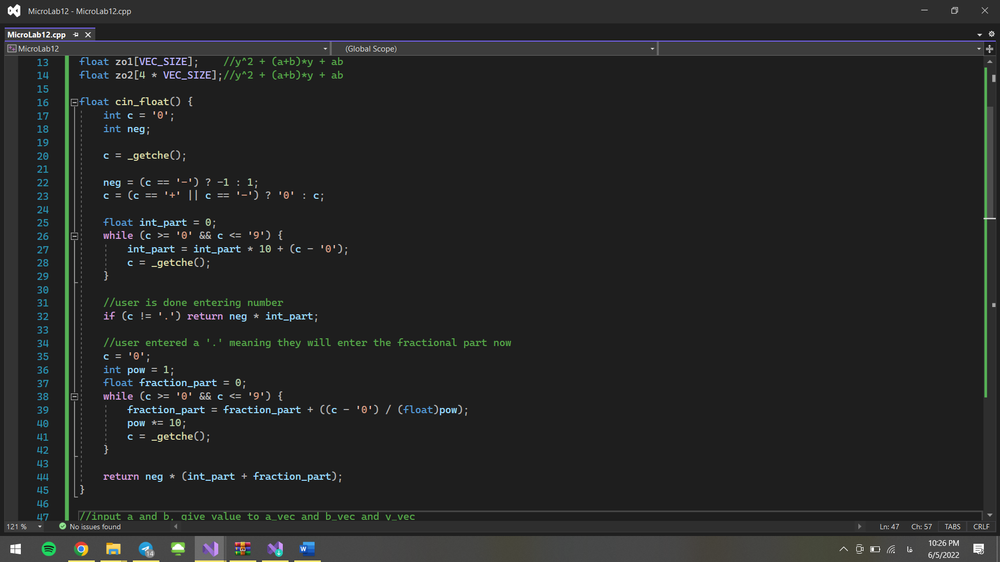 MicroLab12 - MicroLab12.cpp
MicroLab12.cpp
MicroLab12 (Global Scope)
13 float zo1[VEC_SIZE];    //y^2 + (a+b)*y + ab
14 float zo2[4 * VEC_SIZE];//y^2 + (a+b)*y + ab
15
16 float cin_float() {
17     int c = '0';
18     int neg;
19
20     c = _getche();
21
22     neg = (c == '-') ? -1 : 1;
23     c = (c == '+' || c == '-') ? '0' : c;
24
25     float int_part = 0;
26     while (c >= '0' && c <= '9') {
27         int_part = int_part * 10 + (c - '0');
28         c = _getche();
29     }
30
31     //user is done entering number
32     if (c != '.') return neg * int_part;
33
34     //user entered a '.' meaning they will enter the fractional part now
35     c = '0';
36     int pow = 1;
37     float fraction_part = 0;
38     while (c >= '0' && c <= '9') {
39         fraction_part = fraction_part + ((c - '0') / (float)pow);
40         pow *= 10;
41         c = _getche();
42     }
43
44     return neg * (int_part + fraction_part);
45 }
46
47 //input a and b, give value to a_vec and b_vec and y_vec
121 % No issues found Ln: 47 Ch: 57 TABS CRLF
14
W
فا
10:26 PM
6/5/2022